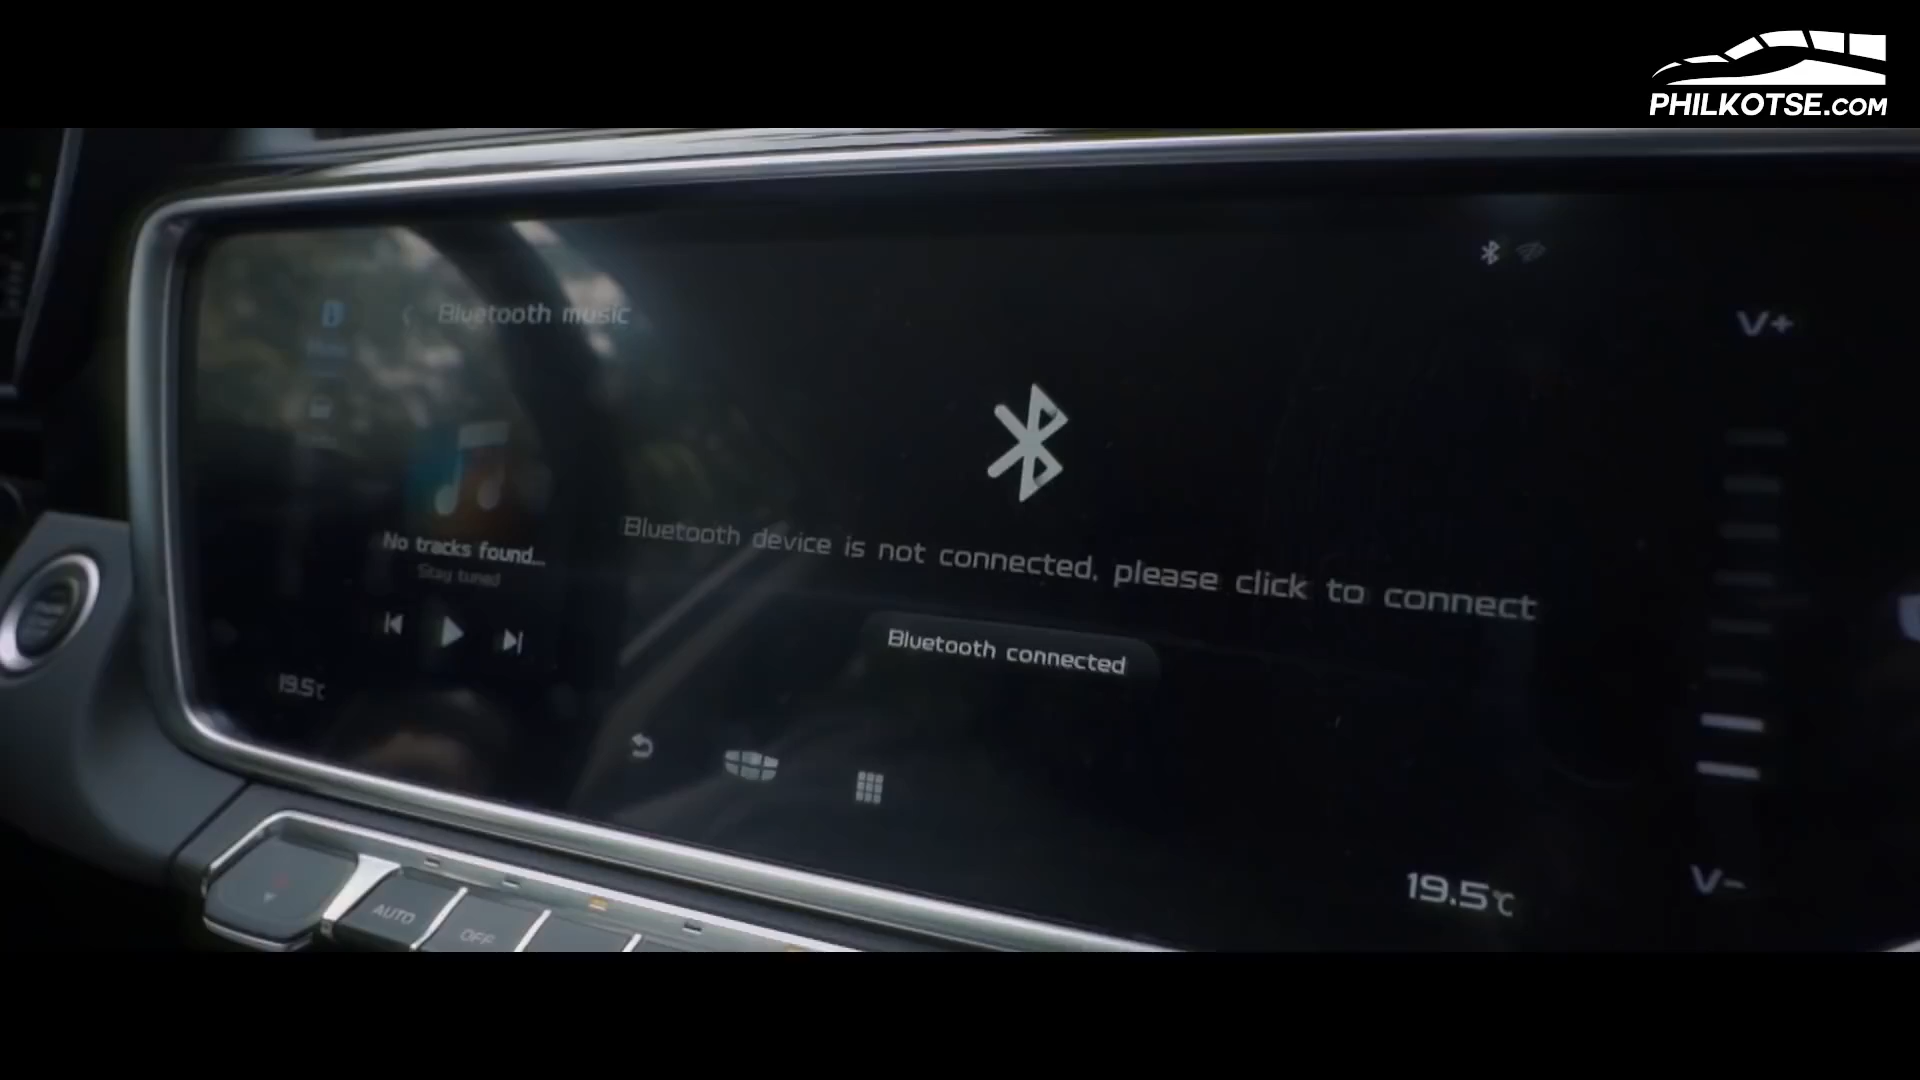 PHILKOTSE.COM
Bluetooth music
V+
Bluetooth device is not connected, please click to connect
No tracks found...
Stay tuned
Bluetooth connected
19.5℃
19.5℃
V-
AUTO
OFF